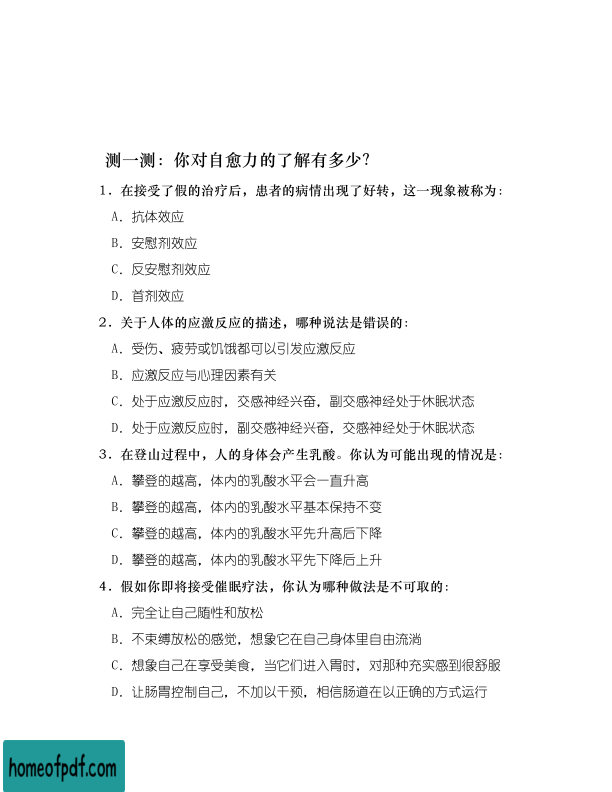 测一测：你对自愈力的了解有多少？
1. 在接受了假的治疗后，患者的病情出现了好转，这一现象被称为：
A. 抗体效应
B. 安慰剂效应
C. 反安慰剂效应
D. 首剂效应
2. 关于人体的应激反应的描述，哪种说法是错误的：
A. 受伤、疲劳或饥饿都可以引发应激反应
B. 应激反应与心理因素有关
C. 处于应激反应时，交感神经兴奋，副交感神经处于休眠状态
D. 处于应激反应时，副交感神经兴奋，交感神经处于休眠状态
3. 在登山过程中，人的身体会产生乳酸。你认为可能出现的情况是：
A. 攀登的越高，体内的乳酸水平会一直升高
B. 攀登的越高，体内的乳酸水平基本保持不变
C. 攀登的越高，体内的乳酸水平先升高后下降
D. 攀登的越高，体内的乳酸水平先下降后上升
4. 假如你即将接受催眠疗法，你认为哪种做法是不可取的：
A. 完全让自己随性和放松
B. 不束缚放松的感觉，想象它在自己身体里自由流淌
C. 想象自己在享受美食，当它们进入胃时，对那种充实感到很舒服
D. 让肠胃控制自己，不加以干预，相信肠道在以正确的方式运行
homeofpdf.com